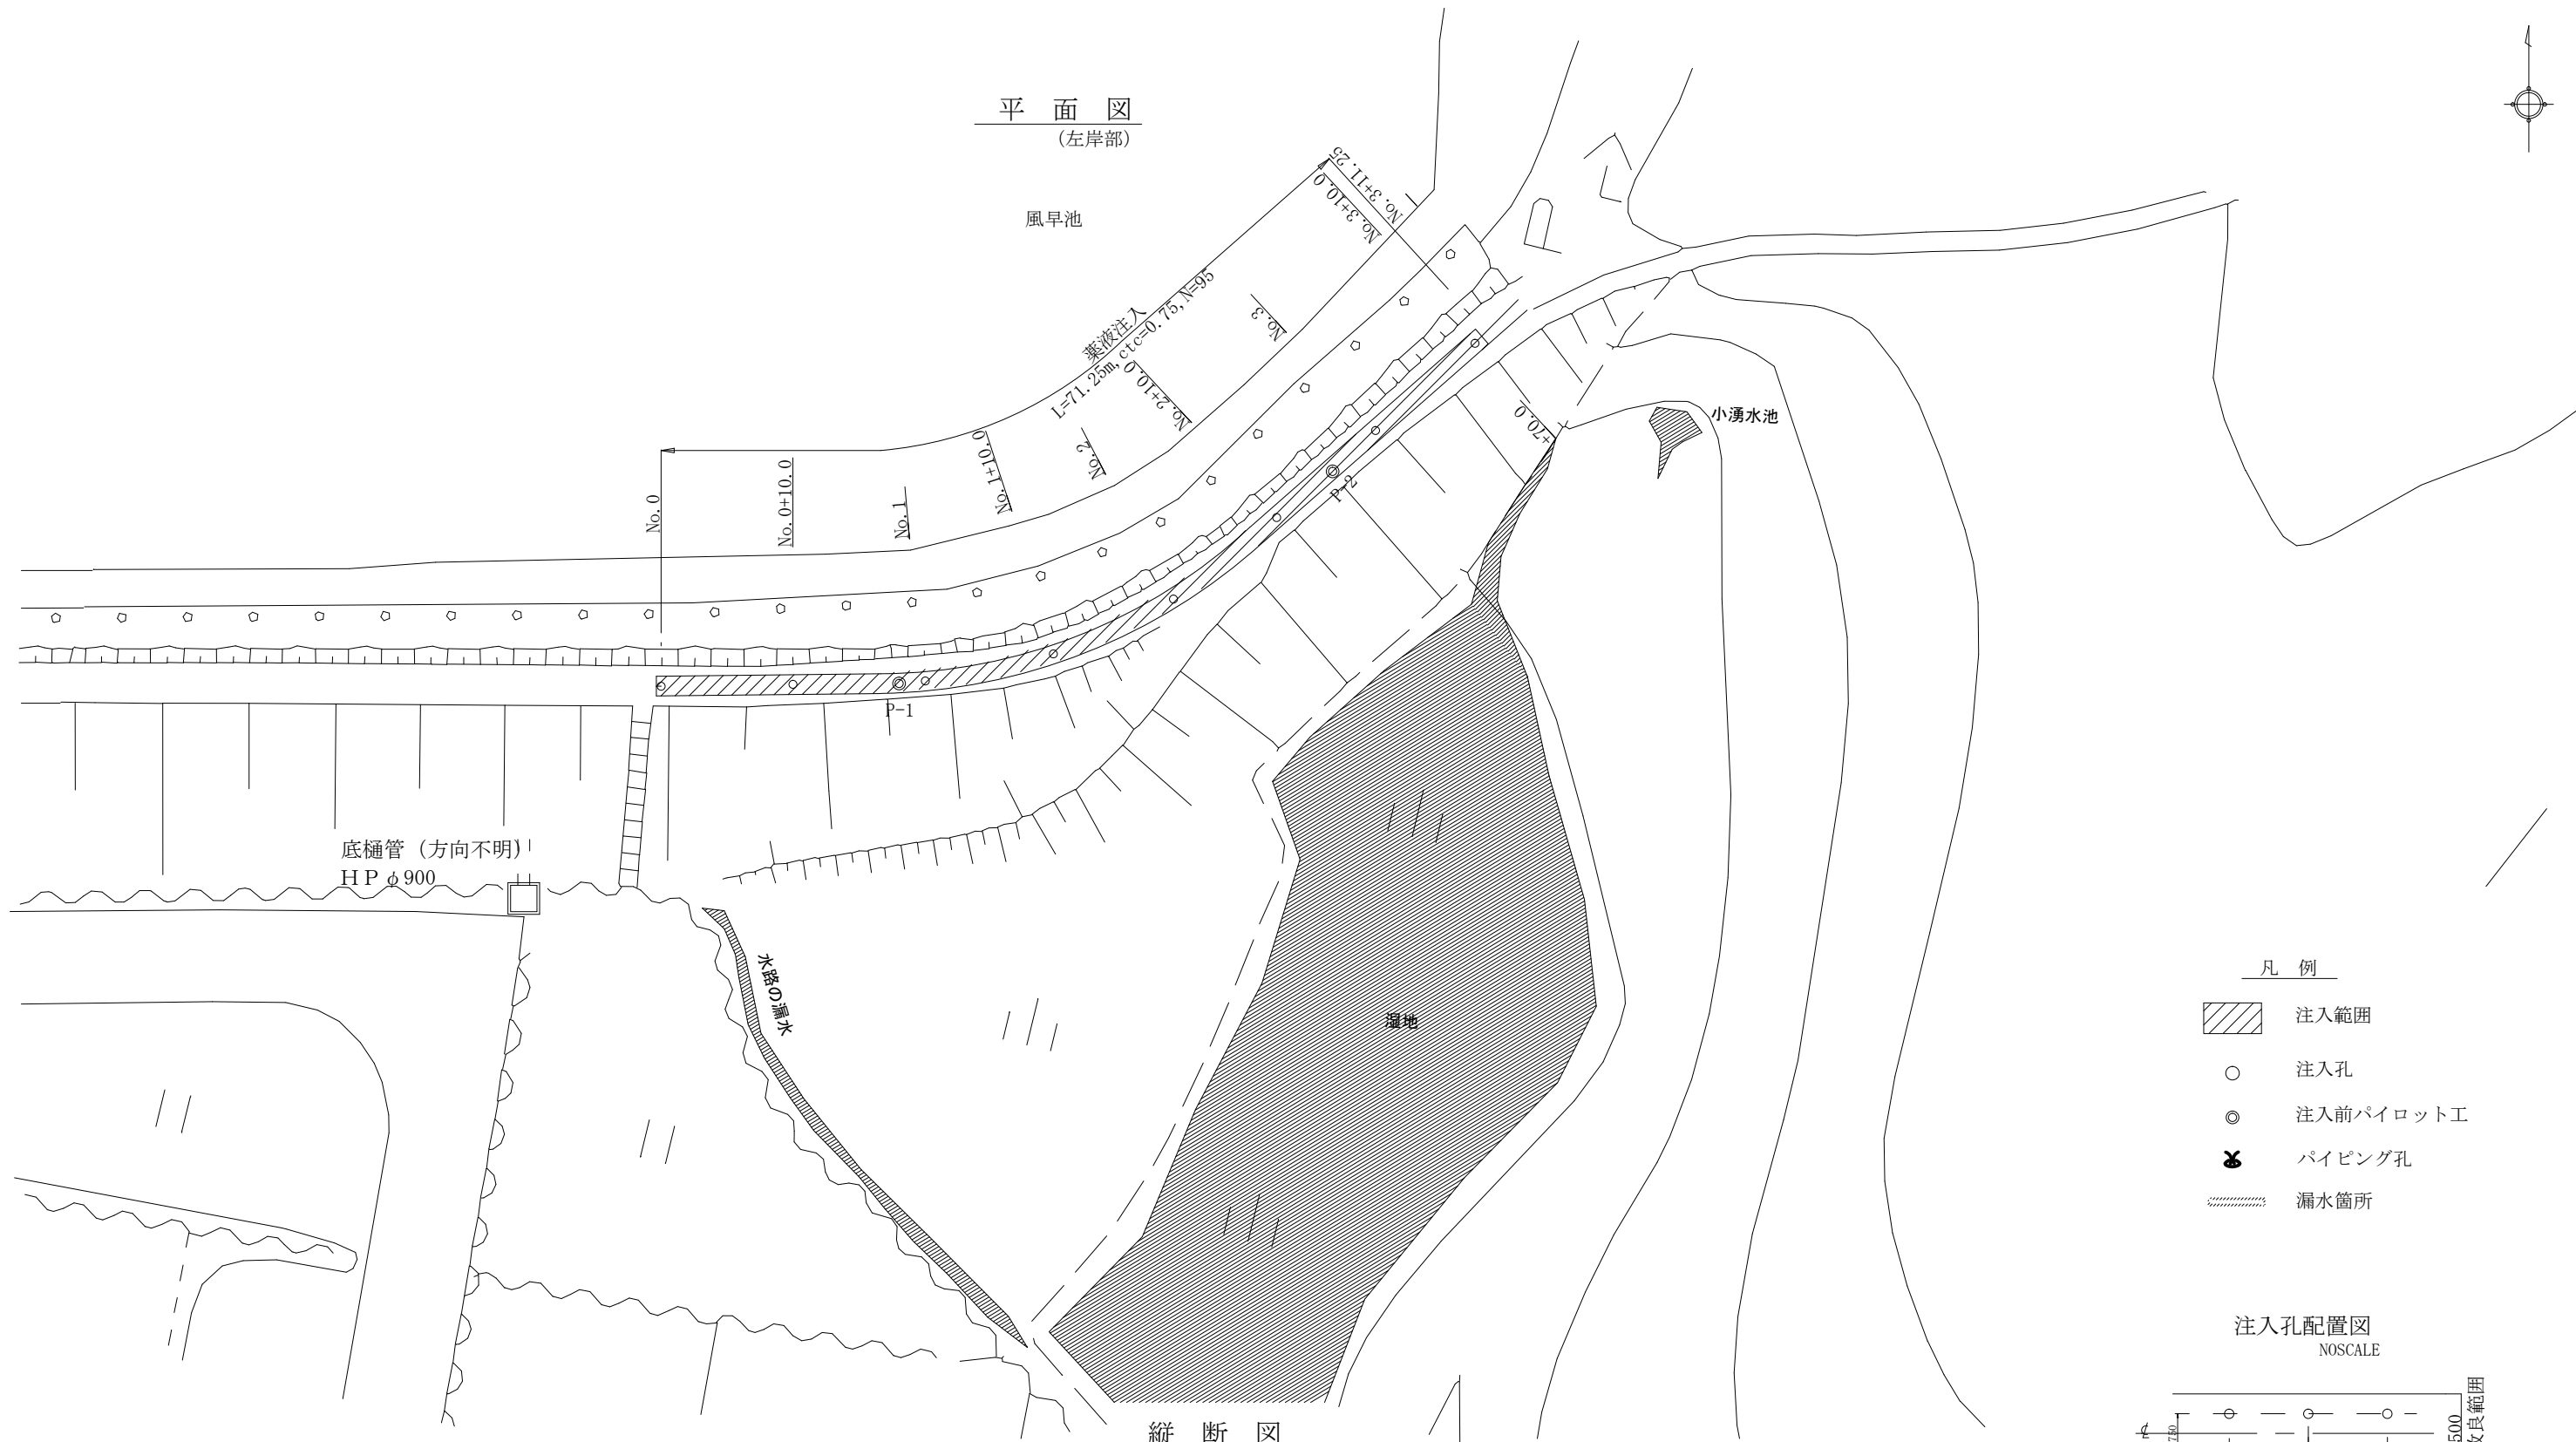 平　面　図
（左岸部）
風早池
薬液注入
L=71.25m, ctc=0.75, N=95
No. 0
No. 0+10.0
No. 1
No. 1+10.0
No. 2
No. 2+10.0
No. 3
No. 3+10.0
No. 3+11.25
+70.0
P-1
P-2
小湧水池
底樋管（方向不明）
ＨＰφ900
水路の漏水
湿地
凡　例
注入範囲
注入孔
注入前パイロット工
パイピング孔
漏水箇所
注入孔配置図
NOSCALE
750
縦　断　図